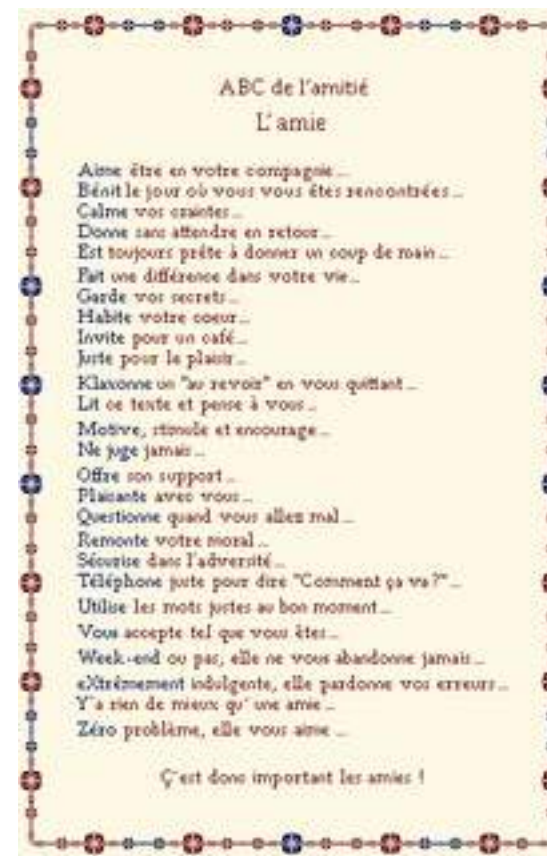 ABC de l'amitié
L'amie
Aime être en votre compagnie...
Bénit le jour où vous vous êtes rencontrées...
Calme vos craintes...
Donne sans attendre en retour...
Est toujours prête à donner un coup de main...
Fait une différence dans votre vie...
Garde vos secrets...
Habite votre coeur...
Invite pour un café...
Juste pour le plaisir...
Klaxonne un "au revoir" en vous quittant...
Lit ce texte et pense à vous...
Motive, stimule et encourage...
Ne juge jamais...
Offre son support...
Plaisante avec vous...
Questionne quand vous allez mal...
Remonte votre moral...
Sécurise dans l'adversité...
Téléphone juste pour dire "Comment ça va?"...
Utilise les mots justes au bon moment...
Vous accepte tel que vous êtes...
Week-end ou pas, elle ne vous abandonne jamais...
eXtrêmement indulgente, elle pardonne vos erreurs...
Y'a rien de mieux qu'une amie...
Zéro problème, elle vous aime ...
Ç'est donc important les amies !